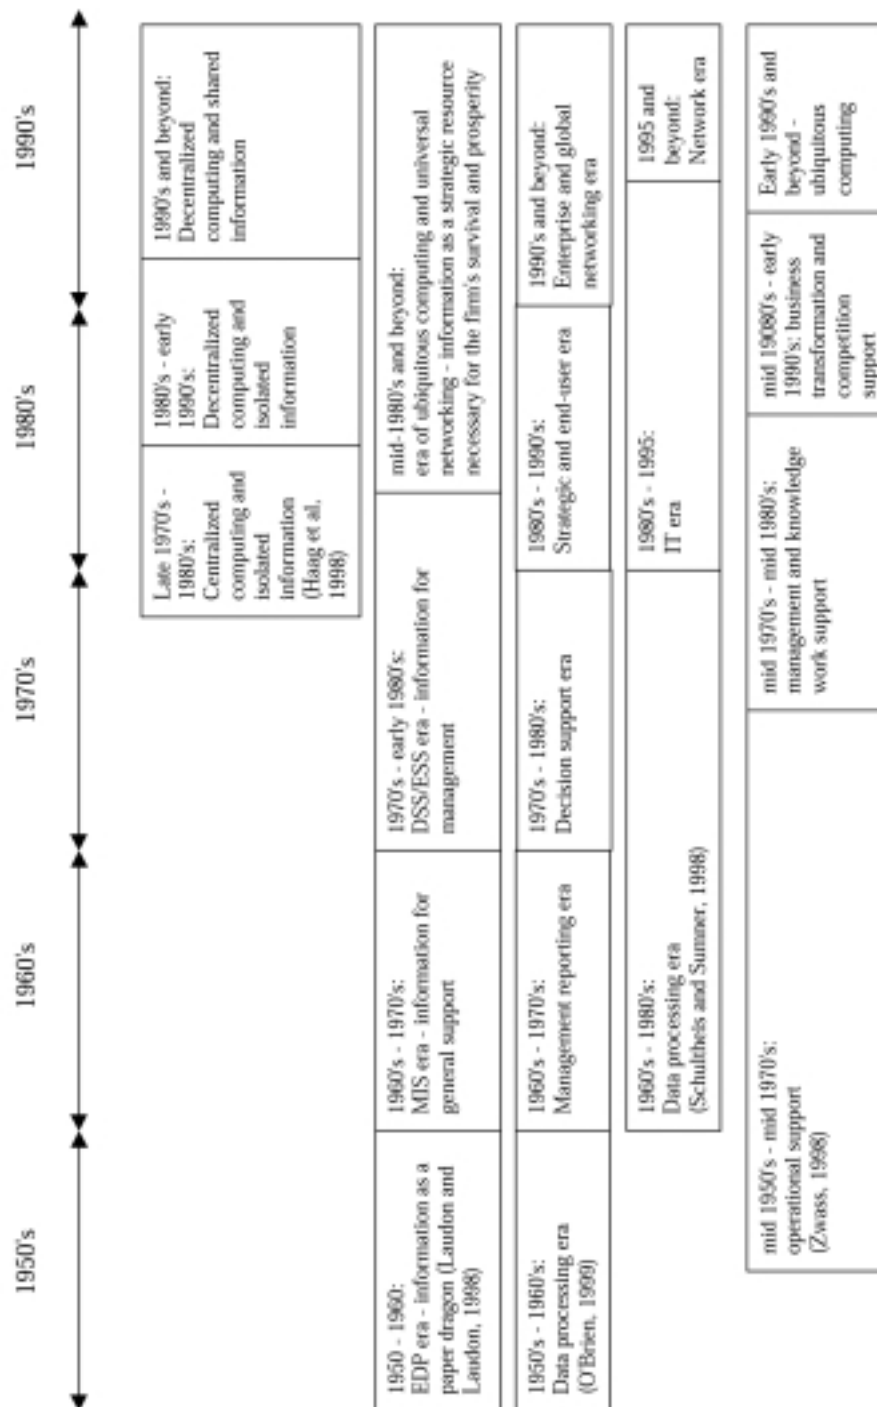 1950's
1960's
1970's
1980's
1990's
Late 1970's -
1980's:
Centralized
computing and
isolated
information
(Haag et al.
1998)
1980's - early
1990's:
Decentralized
computing and
isolated
information
1990's and beyond:
Decentralized
computing and shared
information
1950 - 1960:
EDP era - information as a
paper dragon (Laudon and
Laudon, 1998)
1960's - 1970's:
MIS era - information for
general support
1970's - early 1980's:
DSS/ESS era - information for
management
mid-1980's and beyond:
era of ubiquitous computing and universal
networking - information as a strategic resource
necessary for the firm's survival and prosperity
1950's - 1960's:
Data processing era
(O'Brien, 1999)
1960's - 1970's:
Management reporting era
1970's - 1980's:
Decision support era
1980's - 1990's:
Strategic and end-user era
1990's and beyond:
Enterprise and global
networking era
1960's - 1980's:
Data processing era
(Schultheis and Sumner, 1998)
1980's - 1995:
IT era
1995 and
beyond:
Network era
mid 1950's - mid 1970's:
operational support
(Zwass, 1998)
mid 1970's - mid 1980's:
management and knowledge
work support
mid 19080's - early
1990's: business
transformation and
competition
support
Early 1990's and
beyond -
ubiquitous
computing